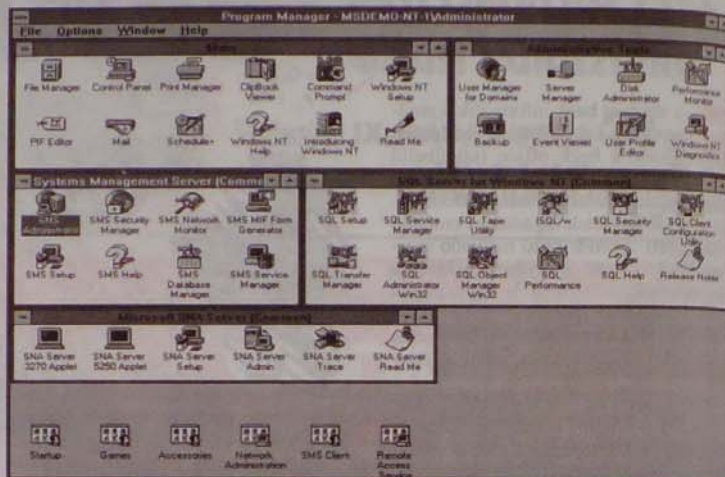 Program Manager - MSDEMO-NT-1\Administrator
File Options Window Help
Main
File Manager
Control Panel
Print Manager
ClipBook Viewer
Command Prompt
Windows NT Setup
PIF Editor
Mail
Schedule+
Windows NT Help
Introducing Windows NT
Read Me
Administrative Tools
User Manager for Domains
Server Manager
Disk Administrator
Performance Monitor
Backup
Event Viewer
User Profile Editor
Windows NT Diagnostics
Systems Management Server (Commo
SMS Administrator
SMS Security Manager
SMS Network Monitor
SMS MIF Form Generator
SMS Setup
SMS Help
SMS Database Manager
SMS Service Manager
SQL Server for Windows NT (Common)
SQL Setup
SQL Service Manager
SQL Tape Utility
ISQL/w
SQL Security Manager
SQL Client Configuration Utility
SQL Transfer Manager
SQL Administrator Win32
SQL Object Manager Win32
SQL Performance
SQL Help
Release Notes
Microsoft SNA Server (Common)
SNA Server 3270 Applet
SNA Server 5250 Applet
SNA Server Setup
SNA Server Admin
SNA Server Trace
SNA Server Read Me
Startup
Games
Accessories
Network Administration
SMS Client
Remote Access Service